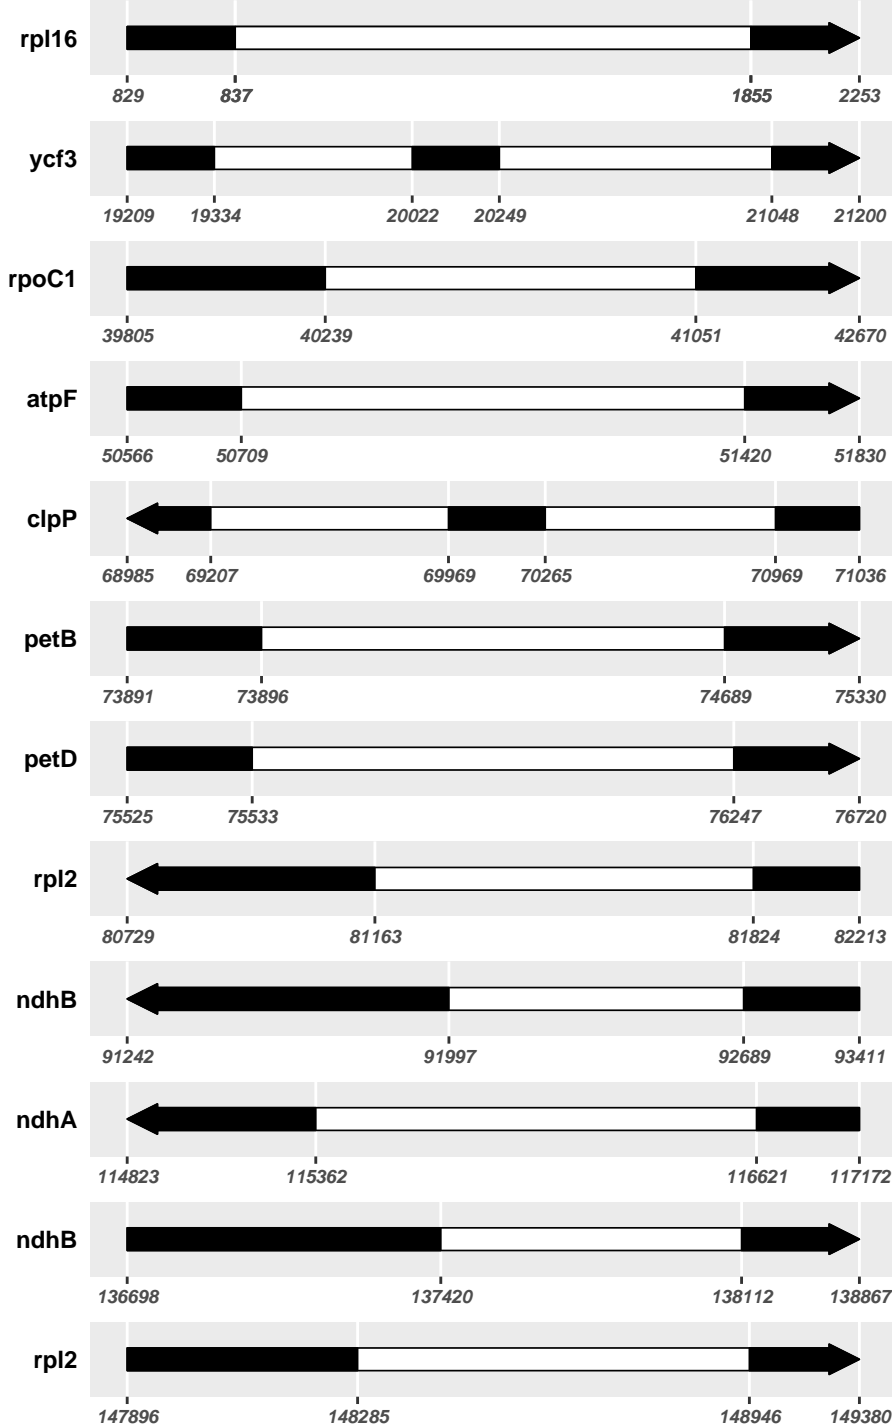 rpl16
829 837 1855 2253
ycf3
19209 19334 20022 20249 21048 21200
rpoC1
39805 40239 41051 42670
atpF
50566 50709 51420 51830
clpP
68985 69207 69969 70265 70969 71036
petB
73891 73896 74689 75330
petD
75525 75533 76247 76720
rpl2
80729 81163 81824 82213
ndhB
91242 91997 92689 93411
ndhA
114823 115362 116621 117172
ndhB
136698 137420 138112 138867
rpl2
147896 148285 148946 149380